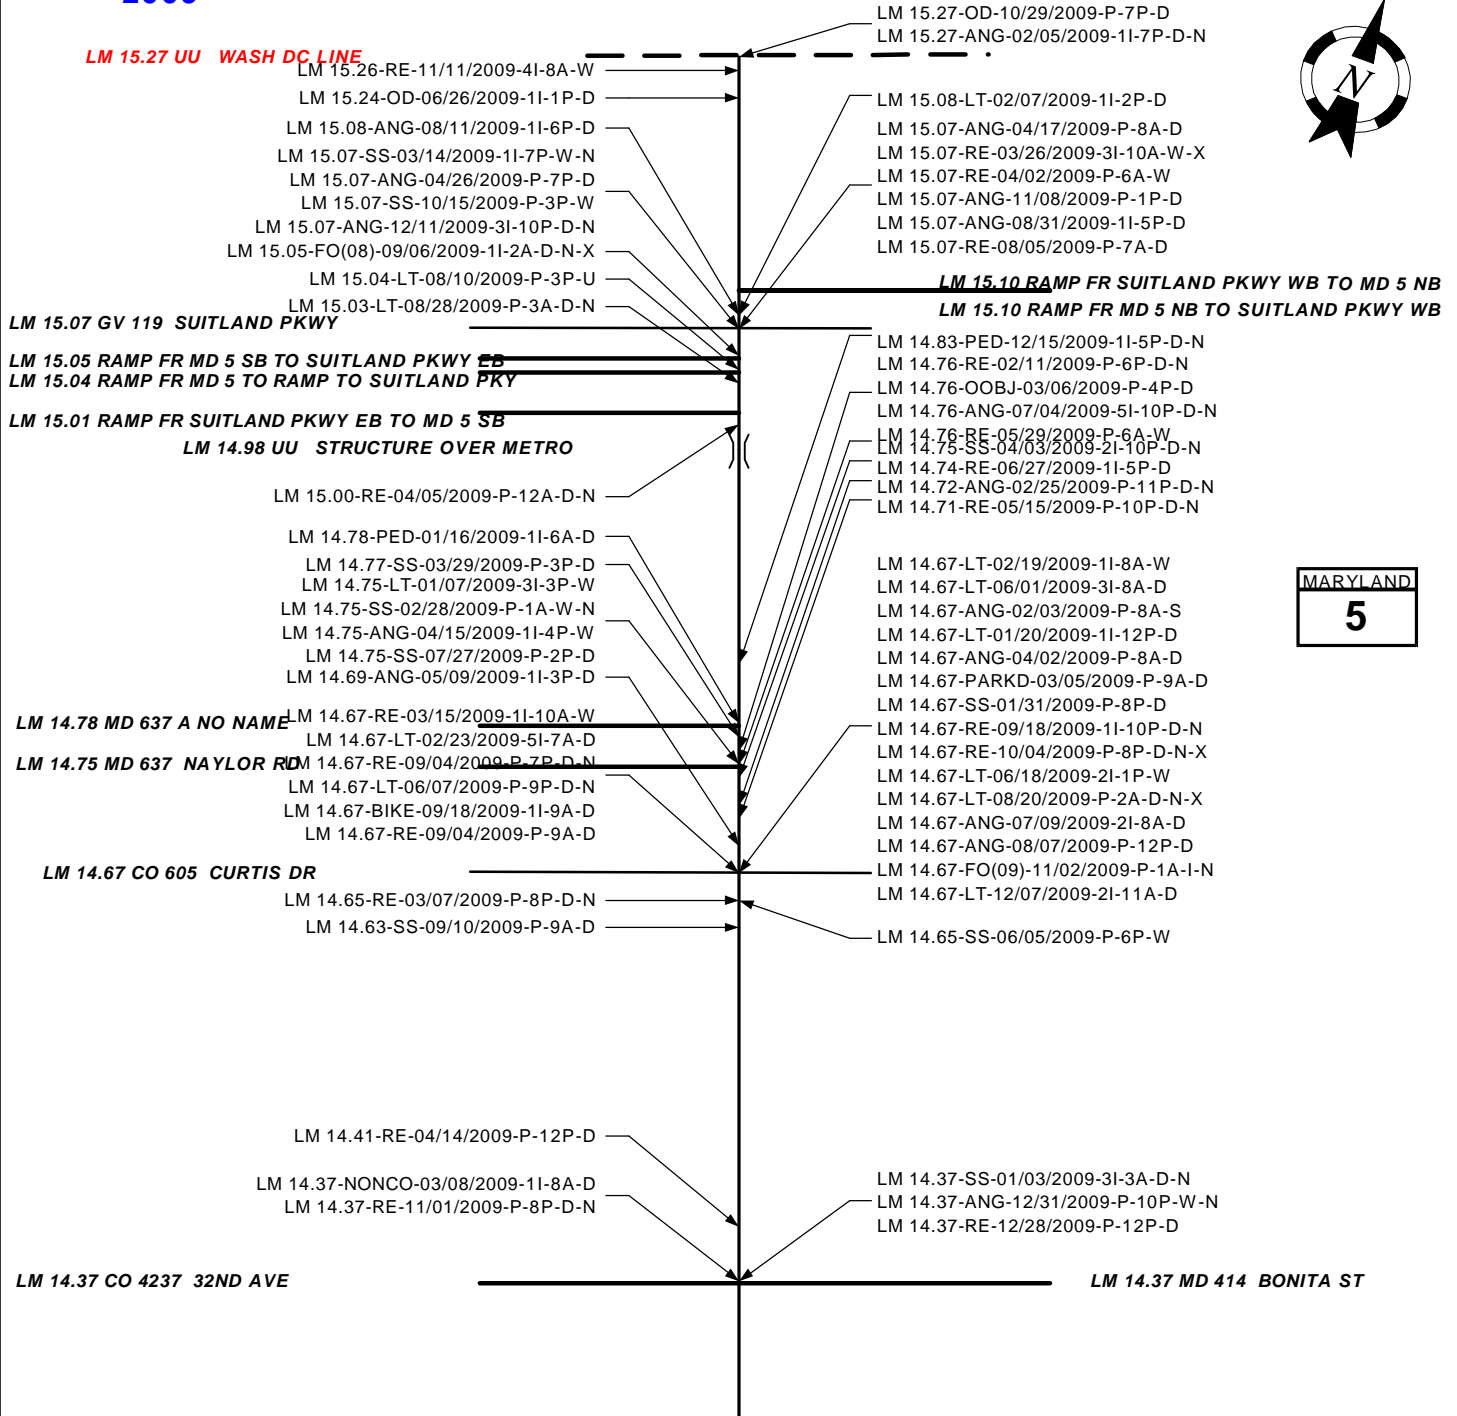 LM 15.27-OD-10/29/2009-P-7P-D
LM 15.27-ANG-02/05/2009-1I-7P-D-N
LM 15.27 UU WASH DC LINE
LM 15.26-RE-11/11/2009-4I-8A-W
LM 15.24-OD-06/26/2009-1I-1P-D
LM 15.08-ANG-08/11/2009-1I-6P-D
LM 15.07-SS-03/14/2009-1I-7P-W-N
LM 15.07-ANG-04/26/2009-P-7P-D
LM 15.07-SS-10/15/2009-P-3P-W
LM 15.07-ANG-12/11/2009-3I-10P-D-N
LM 15.05-FO(08)-09/06/2009-1I-2A-D-N-X
LM 15.04-LT-08/10/2009-P-3P-U
LM 15.03-LT-08/28/2009-P-3A-D-N
LM 15.08-LT-02/07/2009-1I-2P-D
LM 15.07-ANG-04/17/2009-P-8A-D
LM 15.07-RE-03/26/2009-3I-10A-W-X
LM 15.07-RE-04/02/2009-P-6A-W
LM 15.07-ANG-11/08/2009-P-1P-D
LM 15.07-ANG-08/31/2009-1I-5P-D
LM 15.07-RE-08/05/2009-P-7A-D
N
LM 15.10 RAMP FR SUITLAND PKWY WB TO MD 5 NB
LM 15.10 RAMP FR MD 5 NB TO SUITLAND PKWY WB
LM 15.07 GV 119 SUITLAND PKWY
LM 15.05 RAMP FR MD 5 SB TO SUITLAND PKWY EB
LM 15.04 RAMP FR MD 5 TO RAMP TO SUITLAND PKY
LM 15.01 RAMP FR SUITLAND PKWY EB TO MD 5 SB
LM 14.98 UU STRUCTURE OVER METRO
LM 14.83-PED-12/15/2009-1I-5P-D-N
LM 14.76-RE-02/11/2009-P-6P-D-N
LM 14.76-OOBJ-03/06/2009-P-4P-D
LM 14.76-ANG-07/04/2009-5I-10P-D-N
LM 14.76-RE-05/29/2009-P-6A-W
LM 14.75-SS-04/03/2009-2I-10P-D-N
LM 14.74-RE-06/27/2009-1I-5P-D
LM 14.72-ANG-02/25/2009-P-11P-D-N
LM 14.71-RE-05/15/2009-P-10P-D-N
LM 15.00-RE-04/05/2009-P-12A-D-N
LM 14.78-PED-01/16/2009-1I-6A-D
LM 14.77-SS-03/29/2009-P-3P-D
LM 14.75-LT-01/07/2009-3I-3P-W
LM 14.75-SS-02/28/2009-P-1A-W-N
LM 14.75-ANG-04/15/2009-1I-4P-W
LM 14.75-SS-07/27/2009-P-2P-D
LM 14.69-ANG-05/09/2009-1I-3P-D
LM 14.78 MD 637 A NO NAME
LM 14.67-RE-03/15/2009-1I-10A-W
LM 14.67-LT-02/23/2009-5I-7A-D
LM 14.75 MD 637 NAYLOR RD
LM 14.67-RE-09/04/2009-P-7P-D-N
LM 14.67-LT-06/07/2009-P-9P-D-N
LM 14.67-BIKE-09/18/2009-1I-9A-D
LM 14.67-RE-09/04/2009-P-9A-D
LM 14.67-LT-02/19/2009-1I-8A-W
LM 14.67-LT-06/01/2009-3I-8A-D
LM 14.67-ANG-02/03/2009-P-8A-S
LM 14.67-LT-01/20/2009-1I-12P-D
LM 14.67-ANG-04/02/2009-P-8A-D
LM 14.67-PARKD-03/05/2009-P-9A-D
LM 14.67-SS-01/31/2009-P-8P-D
LM 14.67-RE-09/18/2009-1I-10P-D-N
LM 14.67-RE-10/04/2009-P-8P-D-N-X
LM 14.67-LT-06/18/2009-2I-1P-W
LM 14.67-LT-08/20/2009-P-2A-D-N-X
LM 14.67-ANG-07/09/2009-2I-8A-D
LM 14.67-ANG-08/07/2009-P-12P-D
LM 14.67-FO(09)-11/02/2009-P-1A-I-N
LM 14.67-LT-12/07/2009-2I-11A-D
MARYLAND
5
LM 14.67 CO 605 CURTIS DR
LM 14.65-RE-03/07/2009-P-8P-D-N
LM 14.63-SS-09/10/2009-P-9A-D
LM 14.65-SS-06/05/2009-P-6P-W
LM 14.41-RE-04/14/2009-P-12P-D
LM 14.37-NONCO-03/08/2009-1I-8A-D
LM 14.37-RE-11/01/2009-P-8P-D-N
LM 14.37-SS-01/03/2009-3I-3A-D-N
LM 14.37-ANG-12/31/2009-P-10P-W-N
LM 14.37-RE-12/28/2009-P-12P-D
LM 14.37 CO 4237 32ND AVE
LM 14.37 MD 414 BONITA ST